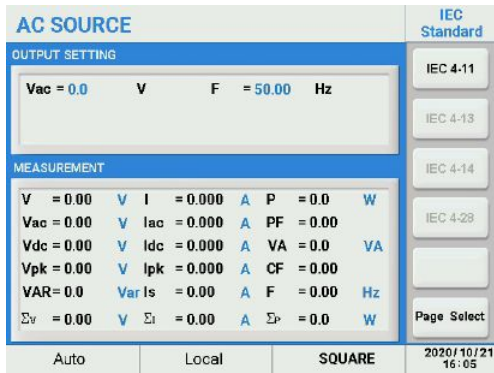 AC SOURCE
IEC
Standard
OUTPUT SETTING
Vac = 0.0 V F = 50.00 Hz
IEC 4-11
IEC 4-13
MEASUREMENT
IEC 4-14
V = 0.00 V I = 0.000 A P = 0.0 W
Vac = 0.00 V Iac = 0.000 A PF = 0.00
IEC 4-28
Vdc = 0.00 V Idc = 0.000 A VA = 0.0 VA
Vpk = 0.00 V Ipk = 0.000 A CF = 0.00
VAR= 0.0 Var Is = 0.00 A F = 0.00 Hz
Σv = 0.00 V Σı = 0.00 A Σᴘ = 0.0 W
Page Select
Auto Local SQUARE
2020/10/21
16:05